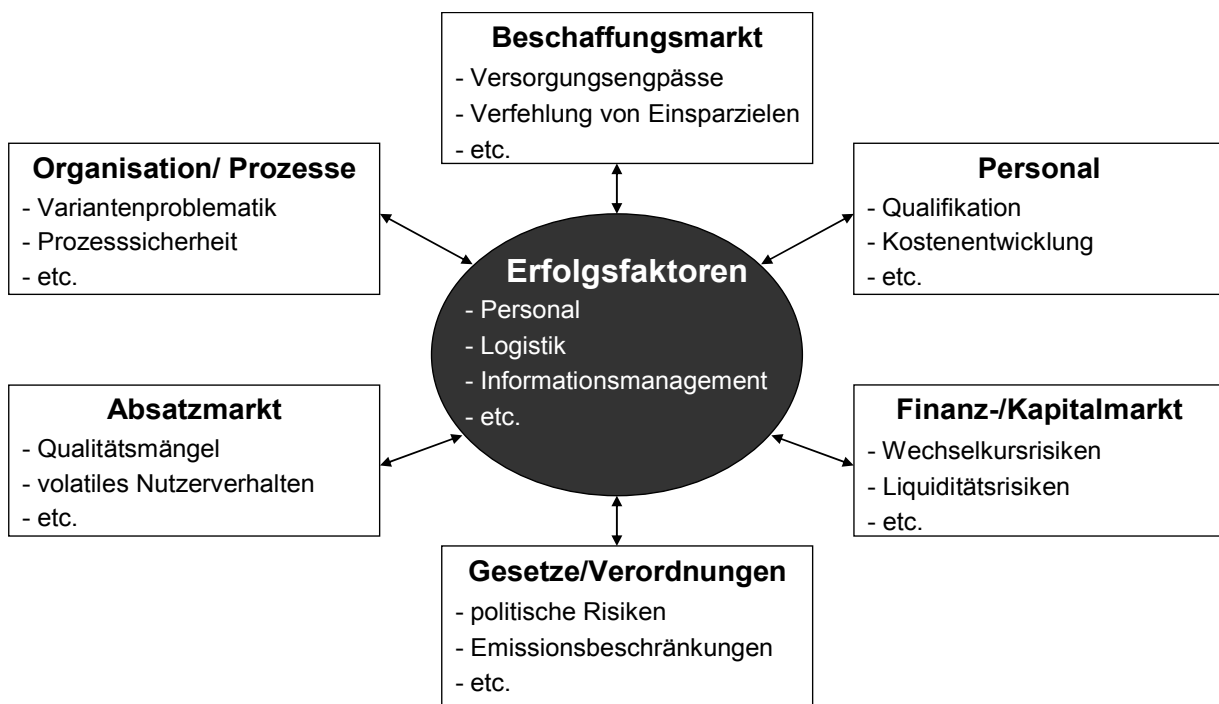 Beschaffungsmarkt
- Versorgungsengpässe
- Verfehlung von Einsparzielen
- etc.
Organisation/ Prozesse
- Variantenproblematik
- Prozesssicherheit
- etc.
Personal
- Qualifikation
- Kostenentwicklung
- etc.
Erfolgsfaktoren
- Personal
- Logistik
- Informationsmanagement
- etc.
Absatzmarkt
- Qualitätsmängel
- volatiles Nutzerverhalten
- etc.
Finanz-/Kapitalmarkt
- Wechselkursrisiken
- Liquiditätsrisiken
- etc.
Gesetze/Verordnungen
- politische Risiken
- Emissionsbeschränkungen
- etc.